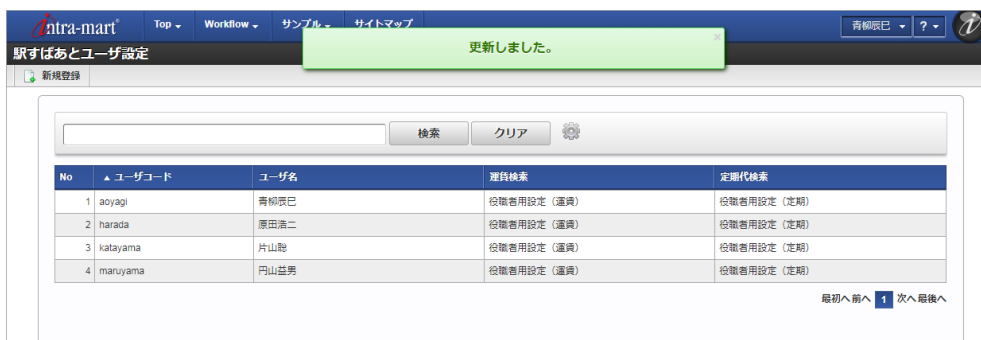 intra-mart Top Workflow サンプル サイトマップ 青柳辰巳 ?
更新しました。
×
駅すぱあとユーザ設定
新規登録
検索 クリア
No ▲ ユーザコード ユーザ名 運賃検索 定期代検索
1 aoyagi 青柳辰巳 役職者用設定（運賃） 役職者用設定（定期）
2 harada 原田浩二 役職者用設定（運賃） 役職者用設定（定期）
3 katayama 片山聡 役職者用設定（運賃） 役職者用設定（定期）
4 maruyama 円山益男 役職者用設定（運賃） 役職者用設定（定期）
最初へ 前へ 1 次へ 最後へ